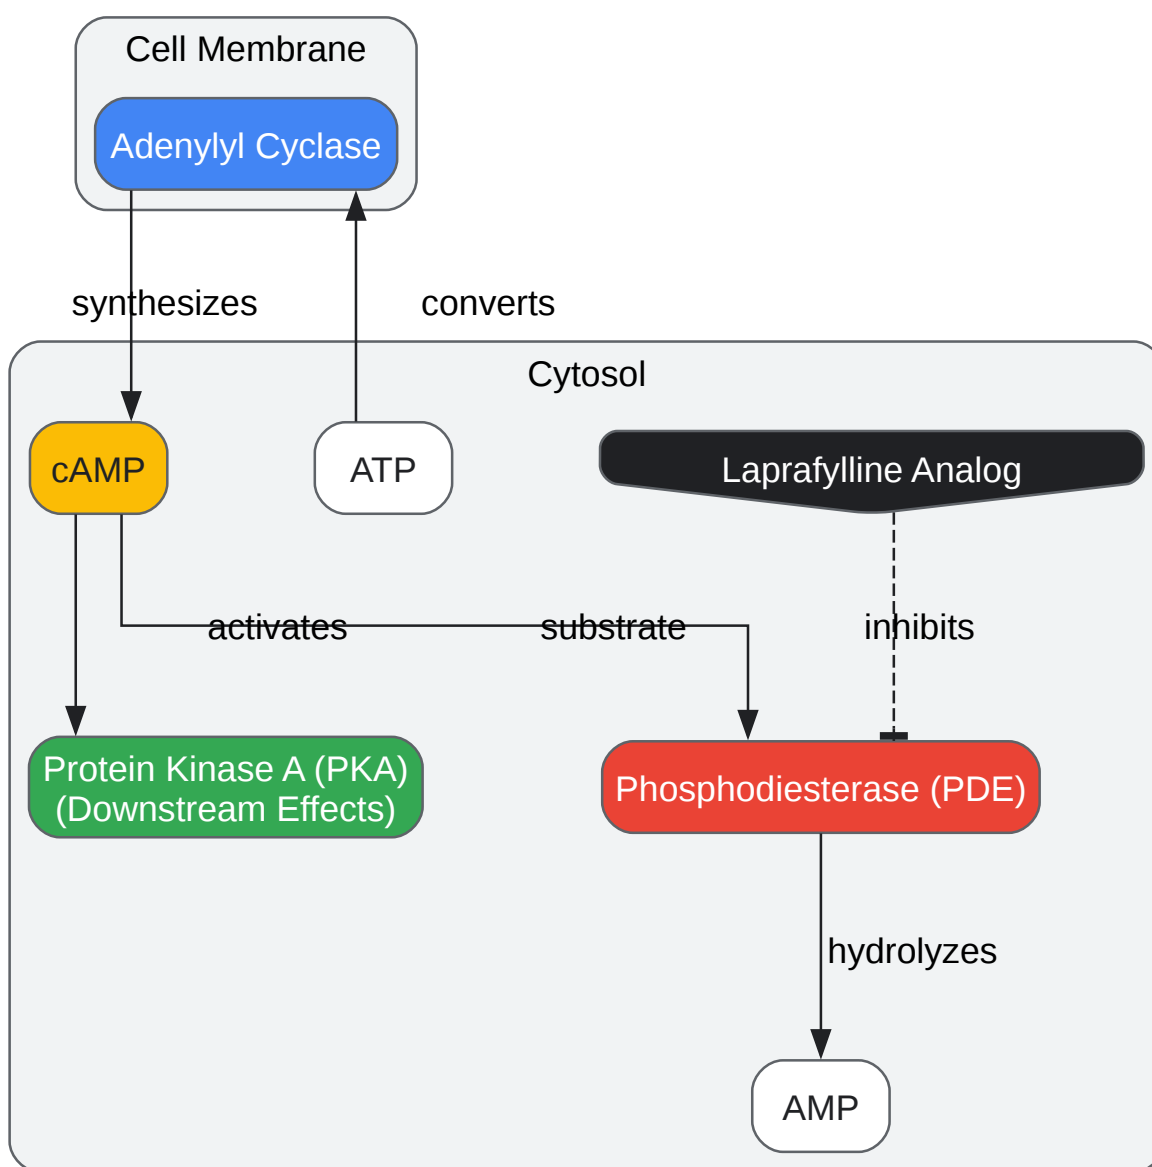 Cell Membrane
Adenylyl Cyclase
synthesizes
converts
Cytosol
cAMP
ATP
Laprafylline Analog
activates
substrate
inhibits
Protein Kinase A (PKA)
(Downstream Effects)
Phosphodiesterase (PDE)
hydrolyzes
AMP